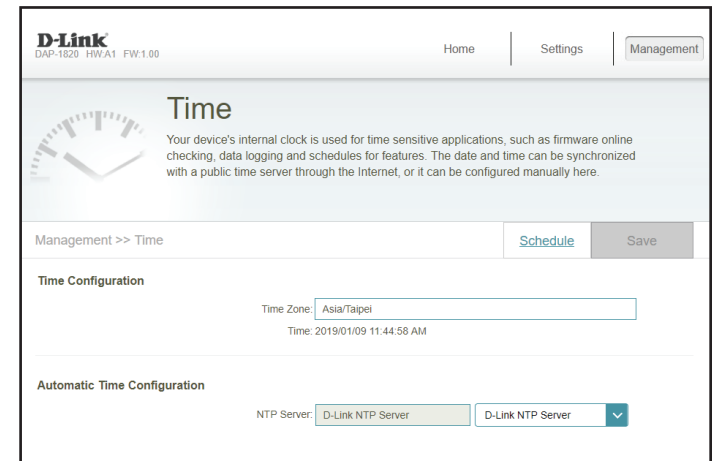 D-Link
DAP-1820 HW:A1 FW:1.00
Home
Settings
Management
Time
Your device's internal clock is used for time sensitive applications, such as firmware online
checking, data logging and schedules for features. The date and time can be synchronized
with a public time server through the Internet, or it can be configured manually here.
Management >> Time
Schedule
Save
Time Configuration
Time Zone: Asia/Taipei
Time: 2019/01/09 11:44:58 AM
Automatic Time Configuration
NTP Server: D-Link NTP Server D-Link NTP Server